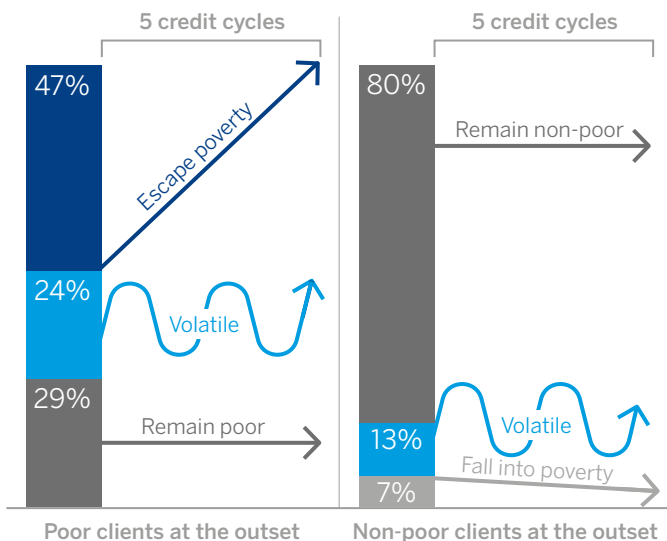 5 credit cycles
47%
Escape poverty
24%
Volatile
29%
Remain poor
Poor clients at the outset
5 credit cycles
80%
Remain non-poor
13%
Volatile
Fall into poverty
7%
Non-poor clients at the outset